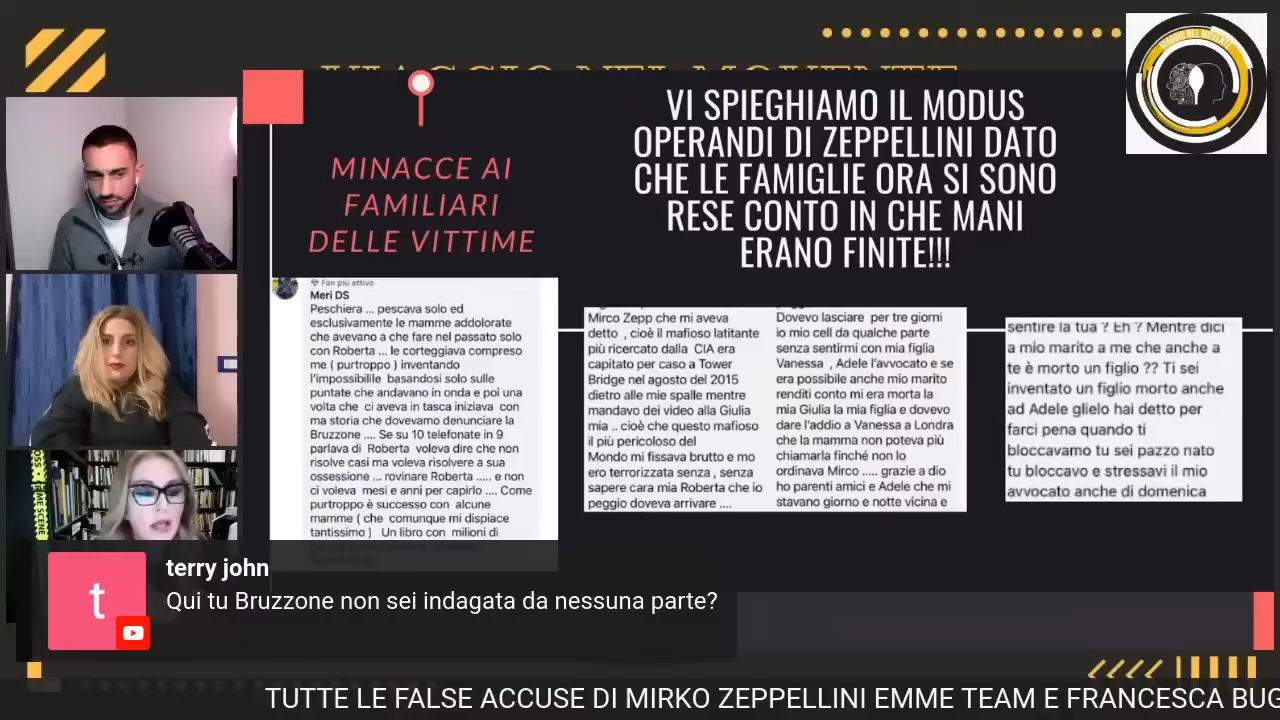 VIAGGIO NEL MOVENTE
VIAGGIO NEL MOVENTE
MINACCE AI
FAMILIARI
DELLE VITTIME
VI SPIEGHIAMO IL MODUS
OPERANDI DI ZEPPELLINI DATO
CHE LE FAMIGLIE ORA SI SONO
RESE CONTO IN CHE MANI
ERANO FINITE!!!
Fan più attivo
Meri DS
Peschiera ... pescava solo ed
esclusivamente le mamme addolorate
che avevano a che fare nel passato solo
con Roberta ... le corteggiava compreso
me ( purtroppo ) inventando
l'impossibilile basandosi solo sulle
puntate che andavano in onda e poi una
volta che ci aveva in tasca iniziava con
ma storia che dovevamo denunciare la
Bruzzone .... Se su 10 telefonate in 9
parlava di Roberta voleva dire che non
risolve casi ma voleva risolvere a sua
ossessione ... rovinare Roberta ..... e non
ci voleva mesi e anni per capirlo .... Come
purtroppo è successo con alcune
mamme ( che comunque mi dispiace
tantissimo ) Un libro con milioni di
Mirco Zepp che mi aveva
detto , cioè il mafioso latitante
più ricercato dalla CIA era
capitato per caso a Tower
Bridge nel agosto del 2015
dietro alle mie spalle mentre
mandavo dei video alla Giulia
mia .. cioè che questo mafioso
il più pericoloso del
Mondo mi fissava brutto e mo
ero terrorizzata senza , senza
sapere cara mia Roberta che io
peggio doveva arrivare ....
Dovevo lasciare per tre giorni
io mio cell da qualche parte
senza sentirmi con mia figlia
Vanessa , Adele l'avvocato e se
era possibile anche mio marito
renditi conto mi era morta la
mia Giulia la mia figlia e dovevo
dare l'addio a Vanessa a Londra
che la mamma non poteva più
chiamarla finché non lo
ordinava Mirco ..... grazie a dio
ho parenti amici e Adele che mi
stavano giorno e notte vicina e
sentire la tua ? Eh ? Mentre dici
a mio marito a me che anche a
te è morto un figlio ?? Ti sei
inventato un figlio morto anche
ad Adele glielo hai detto per
farci pena quando ti
bloccavamo tu sei pazzo nato
tu bloccavo e stressavi il mio
avvocato anche di domenica
t
terry john
Qui tu Bruzzone non sei indagata da nessuna parte?
TUTTE LE FALSE ACCUSE DI MIRKO ZEPPELLINI EMME TEAM E FRANCESCA BUG